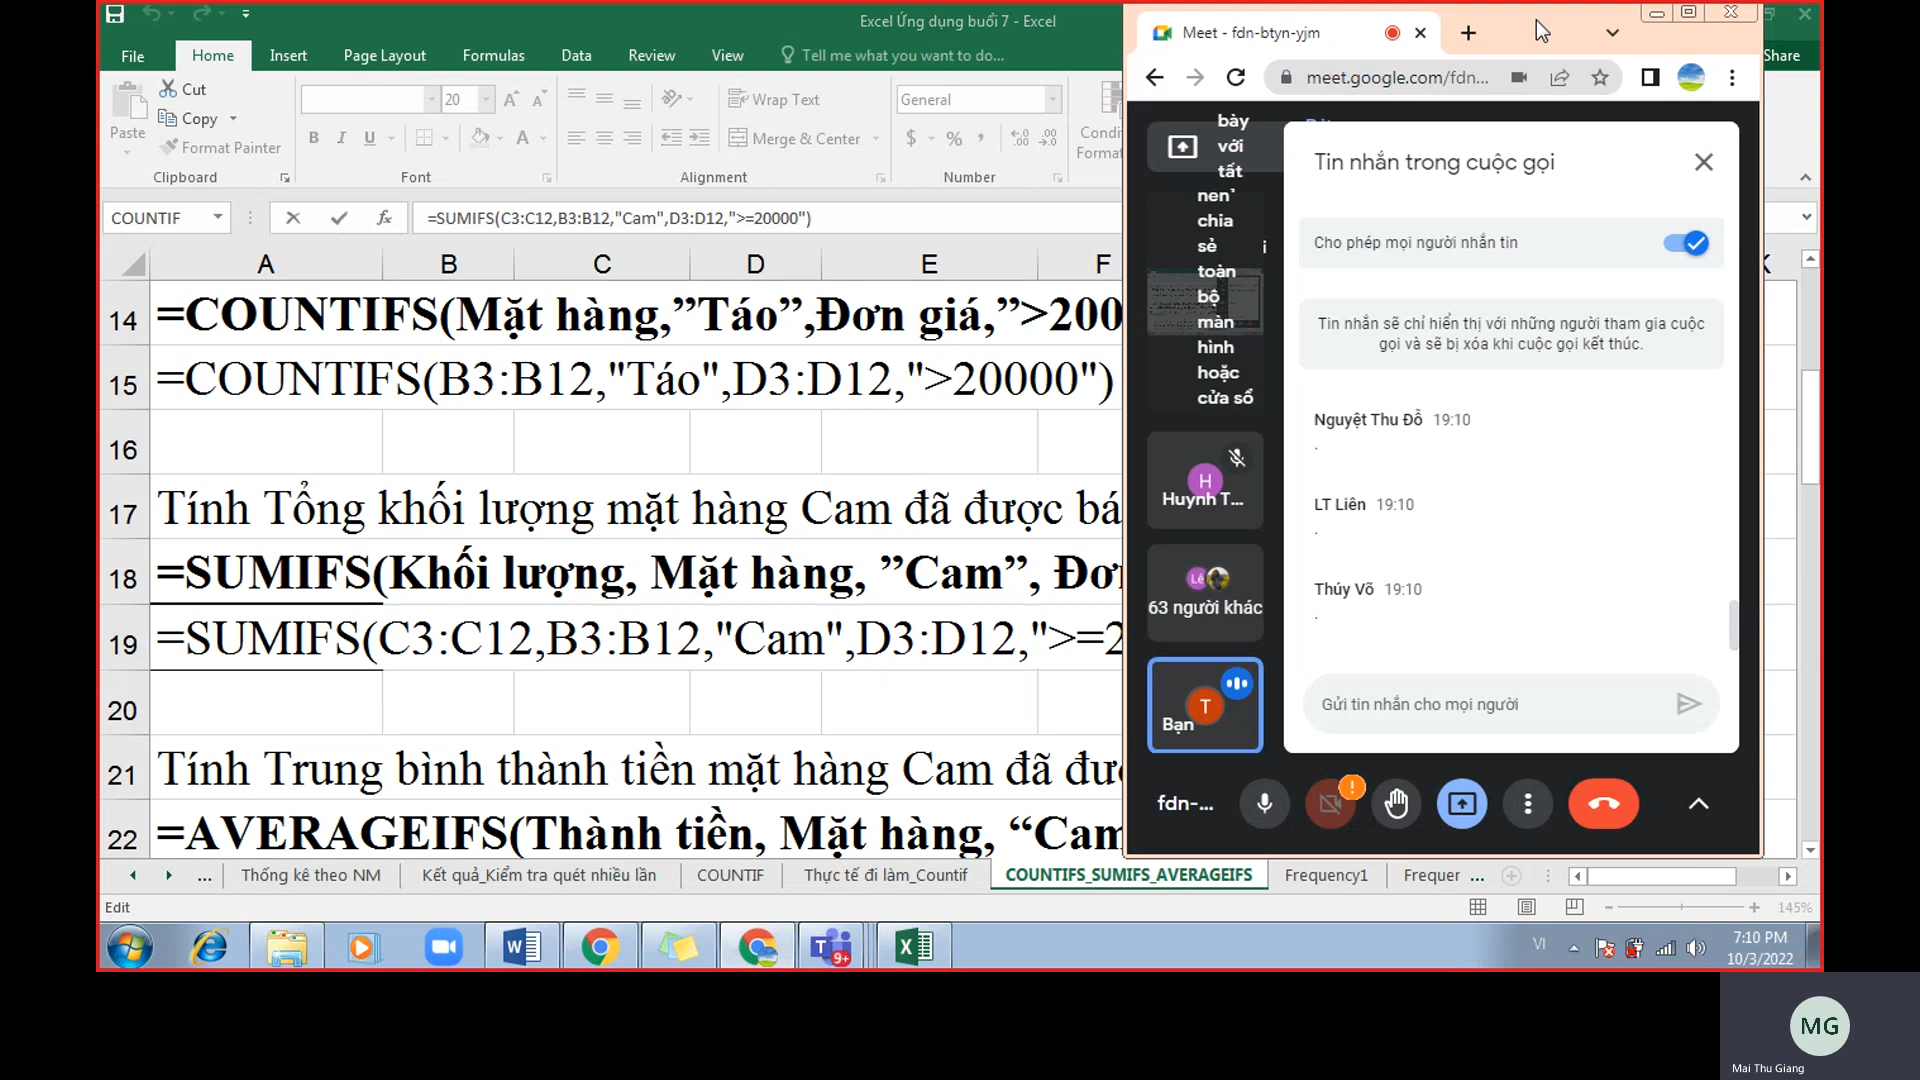 Excel Ứng dụng buổi 7 - Excel
File
Home
Insert
Page Layout
Formulas
Data
Review
View
Tell me what you want to do...
Share
Paste
Cut
Copy
Format Painter
Clipboard
20
Font
Wrap Text
Merge & Center
Alignment
General
Number
Condi
Format
COUNTIF
=SUMIFS(C3:C12,B3:B12,"Cam",D3:D12,">=20000")
A B C D E F K
14 =COUNTIFS(Mặt hàng,”Táo”,Đơn giá,”>200
15 =COUNTIFS(B3:B12,"Táo",D3:D12,">20000")
16
17 Tính Tổng khối lượng mặt hàng Cam đã được bá
18 =SUMIFS(Khối lượng, Mặt hàng, ”Cam”, Đơn
19 =SUMIFS(C3:C12,B3:B12,"Cam",D3:D12,">=2
20
21 Tính Trung bình thành tiền mặt hàng Cam đã đư
22 =AVERAGEIFS(Thành tiền, Mặt hàng, “Cam
... Thống kê theo NM
Kết quả_Kiểm tra quét nhiều lần
COUNTIF
Thực tế đi làm_Countif
COUNTIFS_SUMIFS_AVERAGEIFS
Frequency1
Frequer ...
Edit
145%
Meet - fdn-btyn-yjm
meet.google.com/fdn...
bày
với
tất
nen
chia
sẻ
toàn
bộ
màn
hình
hoặc
cửa sổ
Tin nhắn trong cuộc gọi
Cho phép mọi người nhắn tin
Tin nhắn sẽ chỉ hiển thị với những người tham gia cuộc
gọi và sẽ bị xóa khi cuộc gọi kết thúc.
Nguyệt Thu Đỗ 19:10
.
LT Liên 19:10
.
Thúy Võ 19:10
.
Gửi tin nhắn cho mọi người
H
Huynh T...
Lê
63 người khác
T
Bạn
fdn-...
9+
VI
7:10 PM
10/3/2022
MG
Mai Thu Giang